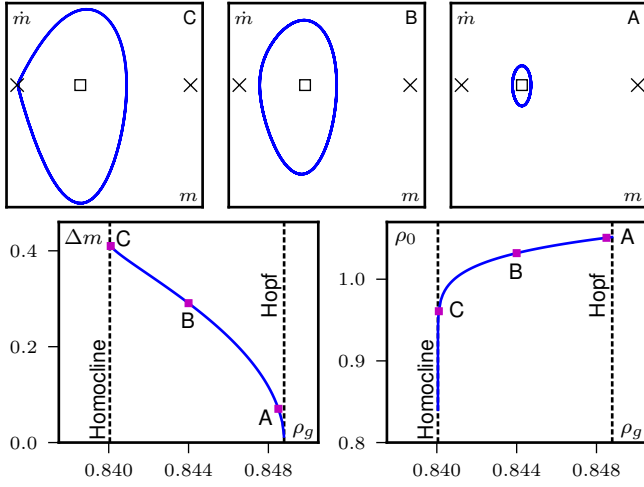 ṁ C
m
ṁ B
m
ṁ A
m
Δm
C
B
A
Homocline
Hopf
ρg
0.4
0.2
0.0
0.840 0.844 0.848
ρ0
A
B
C
Homocline
Hopf
ρg
1.0
0.9
0.8
0.840 0.844 0.848